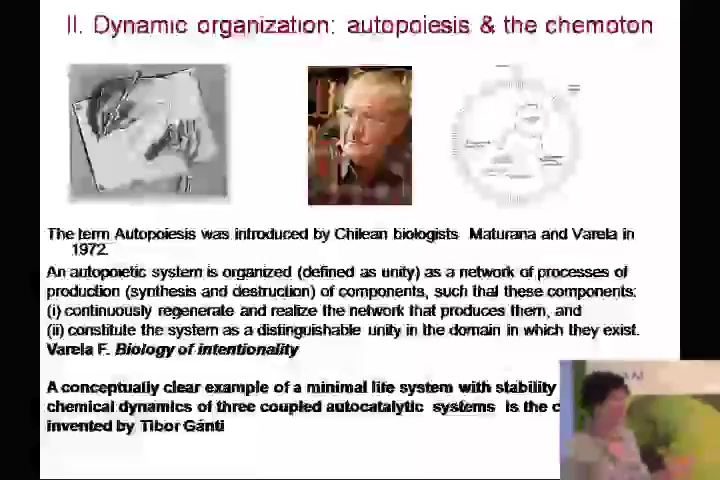 II. Dynamic organization: autopoiesis & the chemoton
The term Autopoiesis was introduced by Chilean biologists Maturana and Varela in
1972.
An autopoietic system is organized (defined as unity) as a network of processes of
production (synthesis and destruction) of components, such that these components:
(i) continuously regenerate and realize the network that produces them, and
(ii) constitute the system as a distinguishable unity in the domain in which they exist.
Varela F. Biology of intentionality
A conceptually clear example of a minimal life system with stability
chemical dynamics of three coupled autocatalytic systems is the c
invented by Tibor Gánti